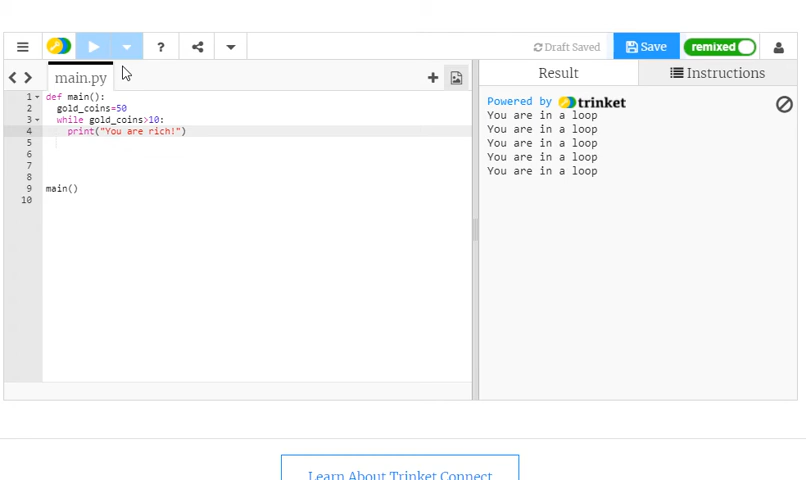 ?
Draft Saved
Save
remixed
main.py
+
Result
Instructions
1 def main():
2 gold_coins=50
3 while gold_coins>10:
4 print("You are rich!")
5
6
7
8
9 main()
10
Powered by trinket
You are in a loop
You are in a loop
You are in a loop
You are in a loop
You are in a loop
Learn About Trinket Connect